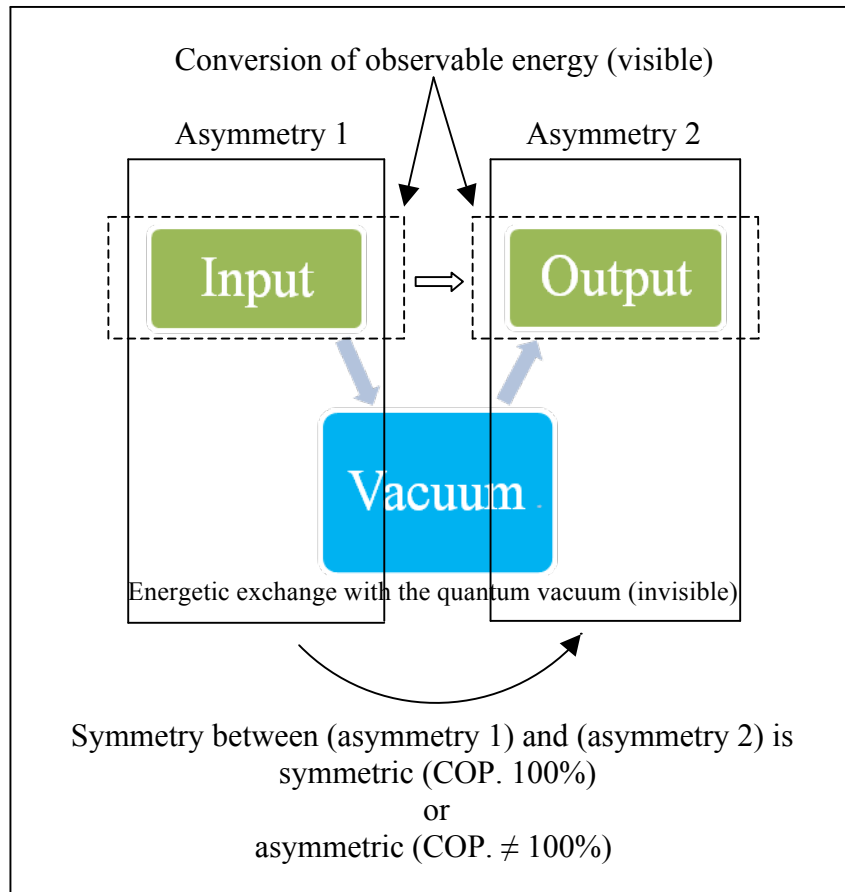 Conversion of observable energy (visible)
Asymmetry 1
Asymmetry 2
Input
Output
Vacuum
Energetic exchange with the quantum vacuum (invisible)
Symmetry between (asymmetry 1) and (asymmetry 2) is
symmetric (COP. 100%)
or
asymmetric (COP. ≠ 100%)